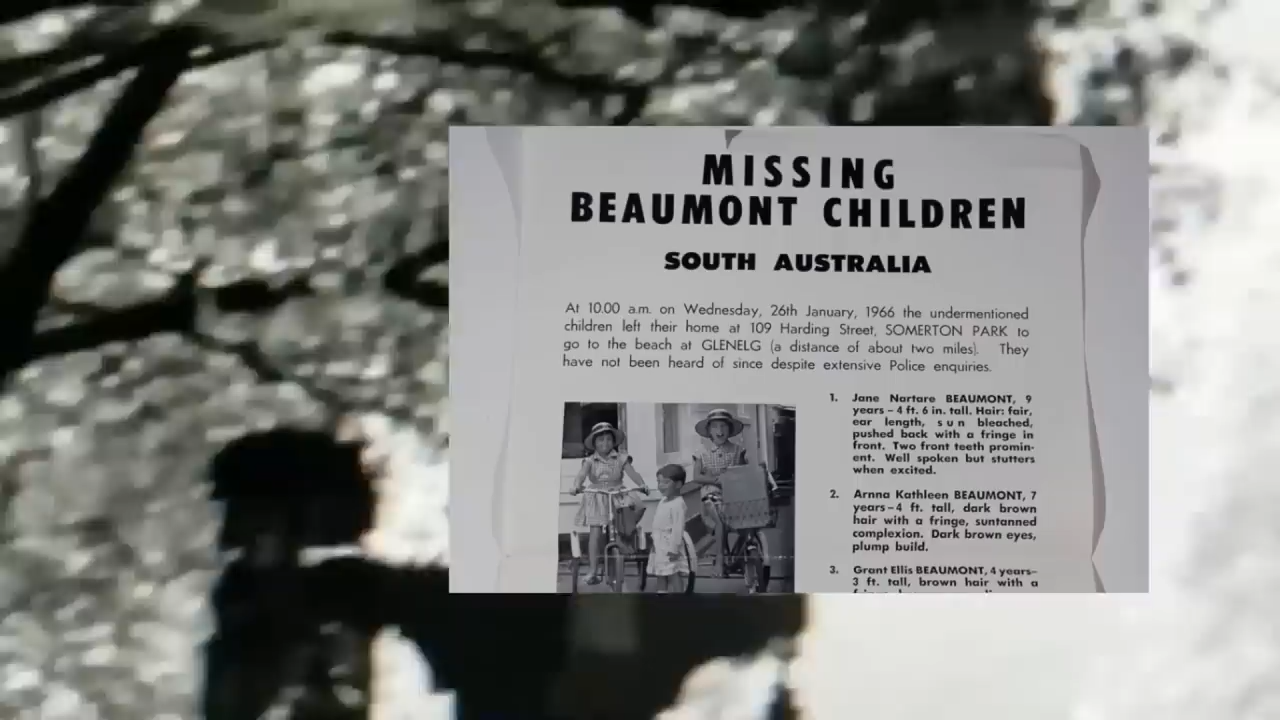 MISSING
BEAUMONT CHILDREN
SOUTH AUSTRALIA
At 10.00 a.m. on Wednesday, 26th January, 1966 the undermentioned
children left their home at 109 Harding Street, SOMERTON PARK to
go to the beach at GLENELG (a distance of about two miles). They
have not been heard of since despite extensive Police enquiries.
1. Jane Nartare BEAUMONT, 9
years – 4 ft. 6 in. tall. Hair: fair,
ear length, sun bleached,
pushed back with a fringe in
front. Two front teeth promin-
ent. Well spoken but stutters
when excited.
2. Arnna Kathleen BEAUMONT, 7
years – 4 ft. tall, dark brown
hair with a fringe, suntanned
complexion. Dark brown eyes,
plump build.
3. Grant Ellis BEAUMONT, 4 years–
3 ft. tall, brown hair with a